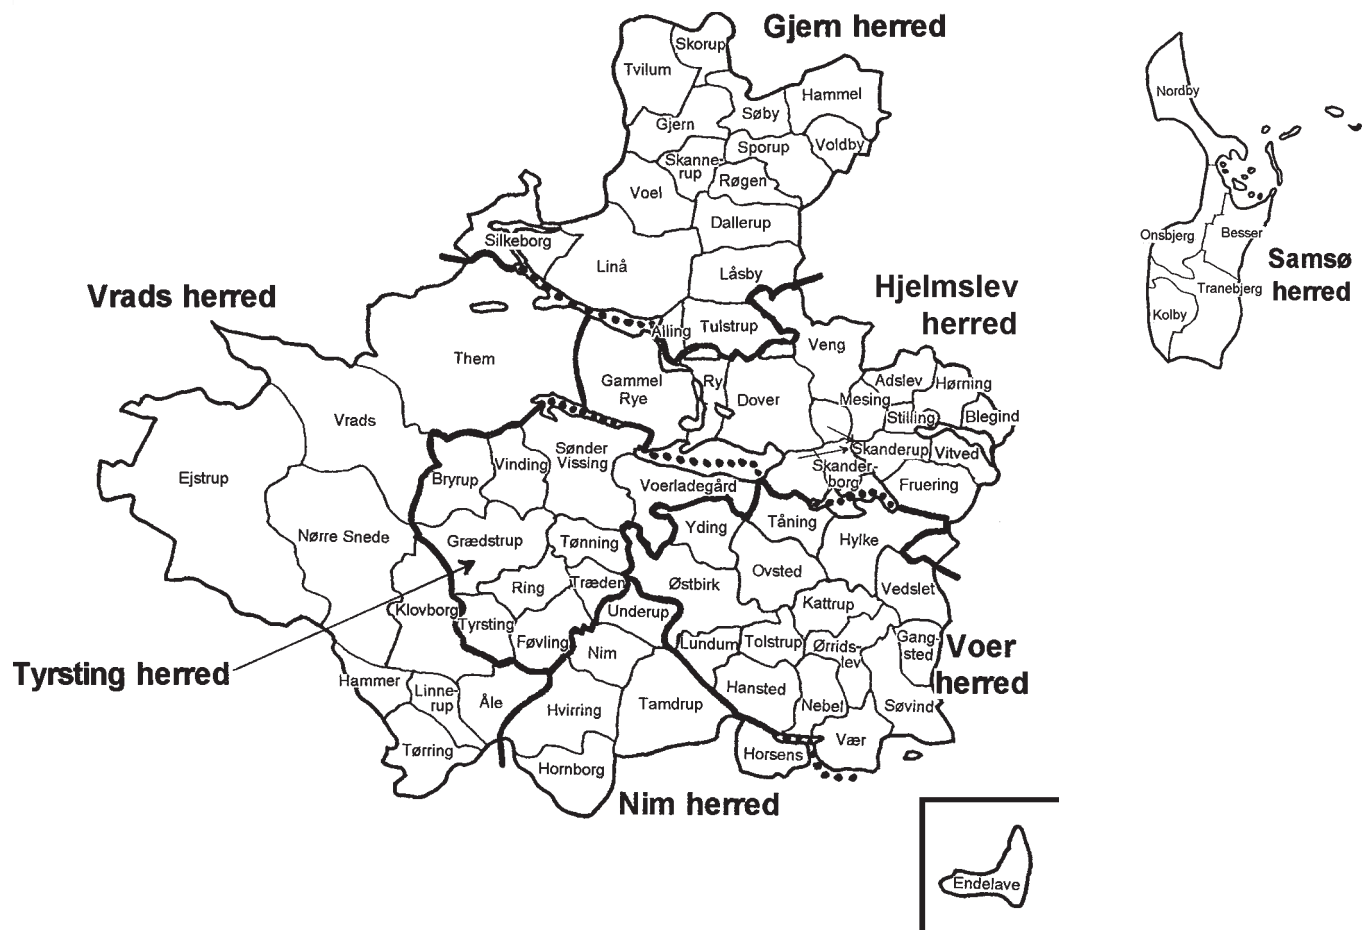 Gjern herred
Skorup
Tvilum
Hammel
Nordby
Søby
Gjern
Sporup
Voldby
Skanne-
rup
Røgen
Voel
Dallerup
Silkeborg
Onsbjerg
Besser
Linå
Låsby
Samsø
herred
Hjelmslev
herred
Vrads herred
Tranebjerg
Kolby
Alling
Tulstrup
Veng
Them
Gammel
Rye
Ry
Dover
Adslev
Hørning
Mesing
Stilling
Blegind
Vrads
Sønder
Vissing
Skanderup
Vitved
Ejstrup
Bryrup
Vinding
Skander-
borg
Voerladegård
Fruering
Nørre Snede
Grædstrup
Tønning
Yding
Tåning
Hylke
Ovsted
Ring
Træden
Østbirk
Vedslet
Klovborg
Tyrsting
Føvling
Underup
Kattrup
Lundum
Tolstrup
Ørrids-
lev
Gang-
sted
Voer
herred
Tyrsting herred
Nim
Hammer
Linne-
rup
Åle
Hansted
Nebel
Søvind
Hvirring
Tamdrup
Tørring
Vær
Horsens
Hornborg
Nim herred
Endelave